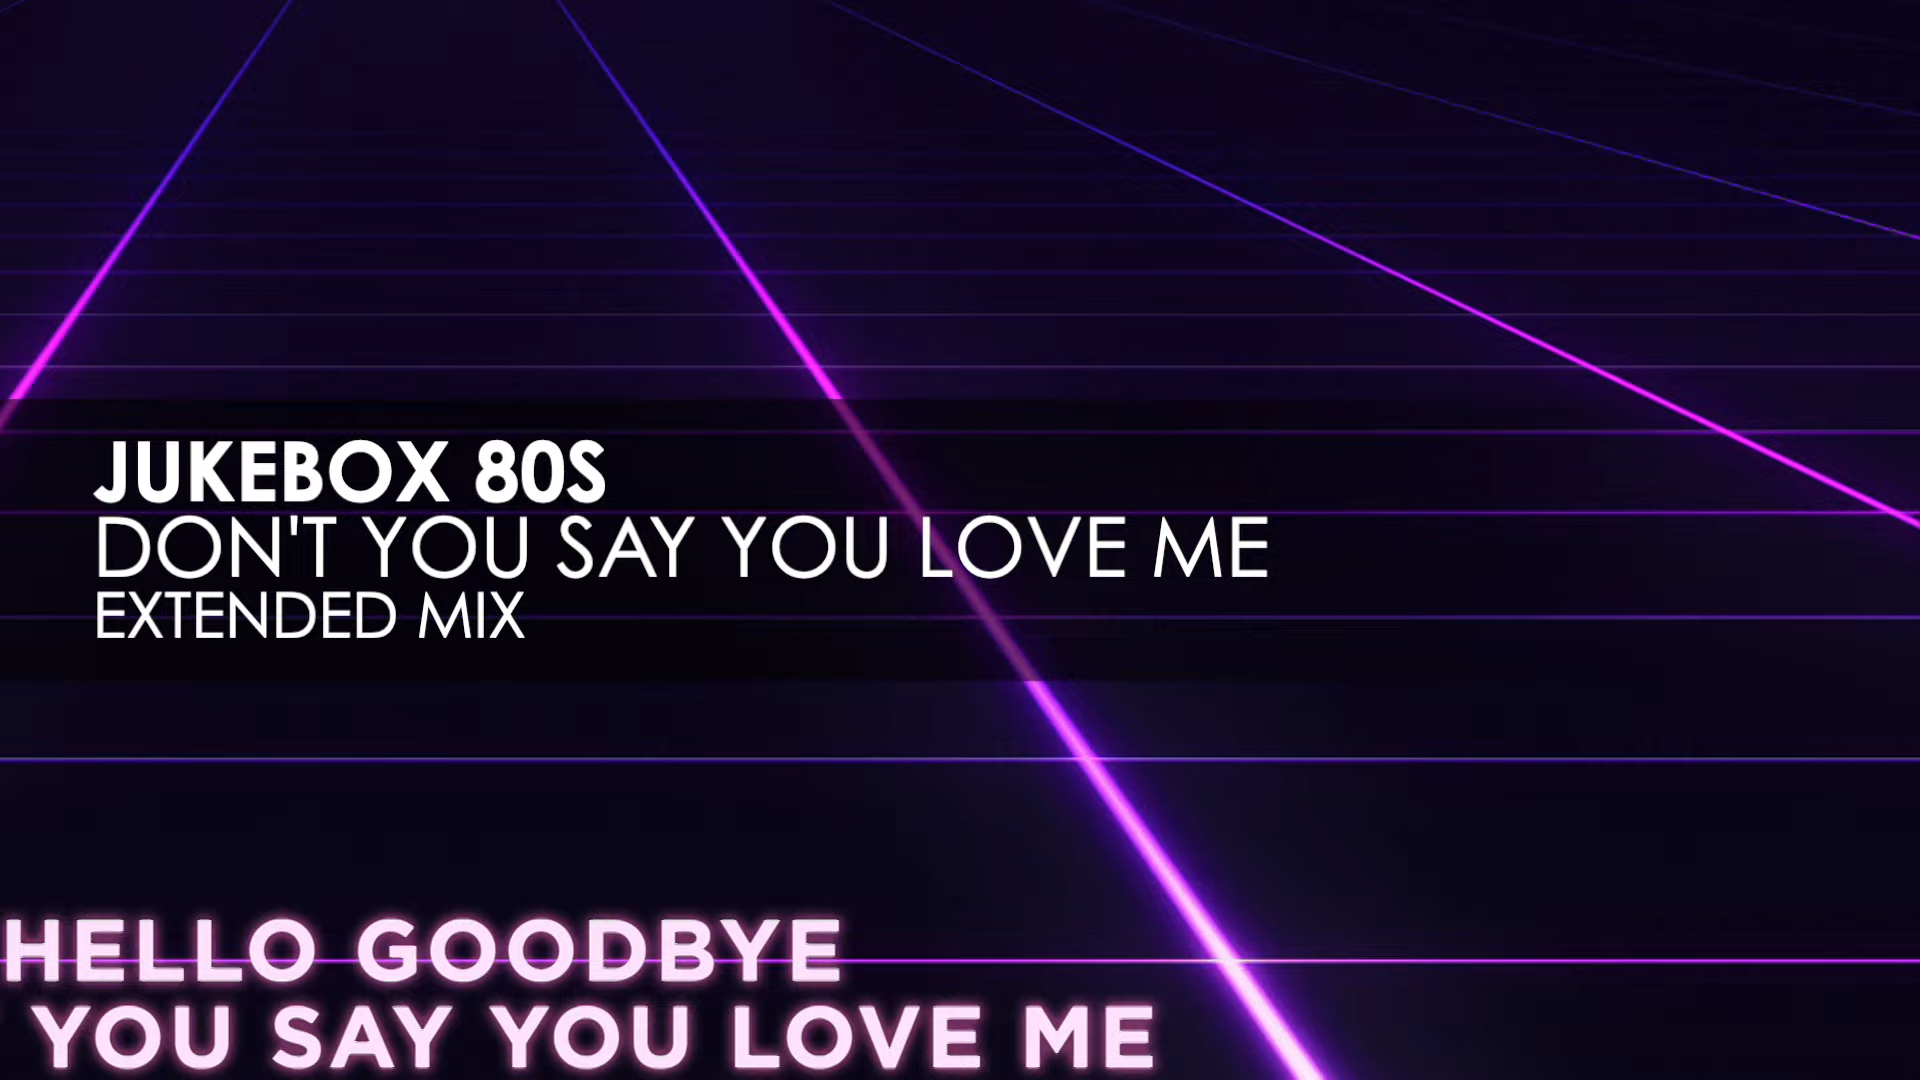 JUKEBOX 80S
DON'T YOU SAY YOU LOVE ME
EXTENDED MIX
HELLO GOODBYE
YOU SAY YOU LOVE ME